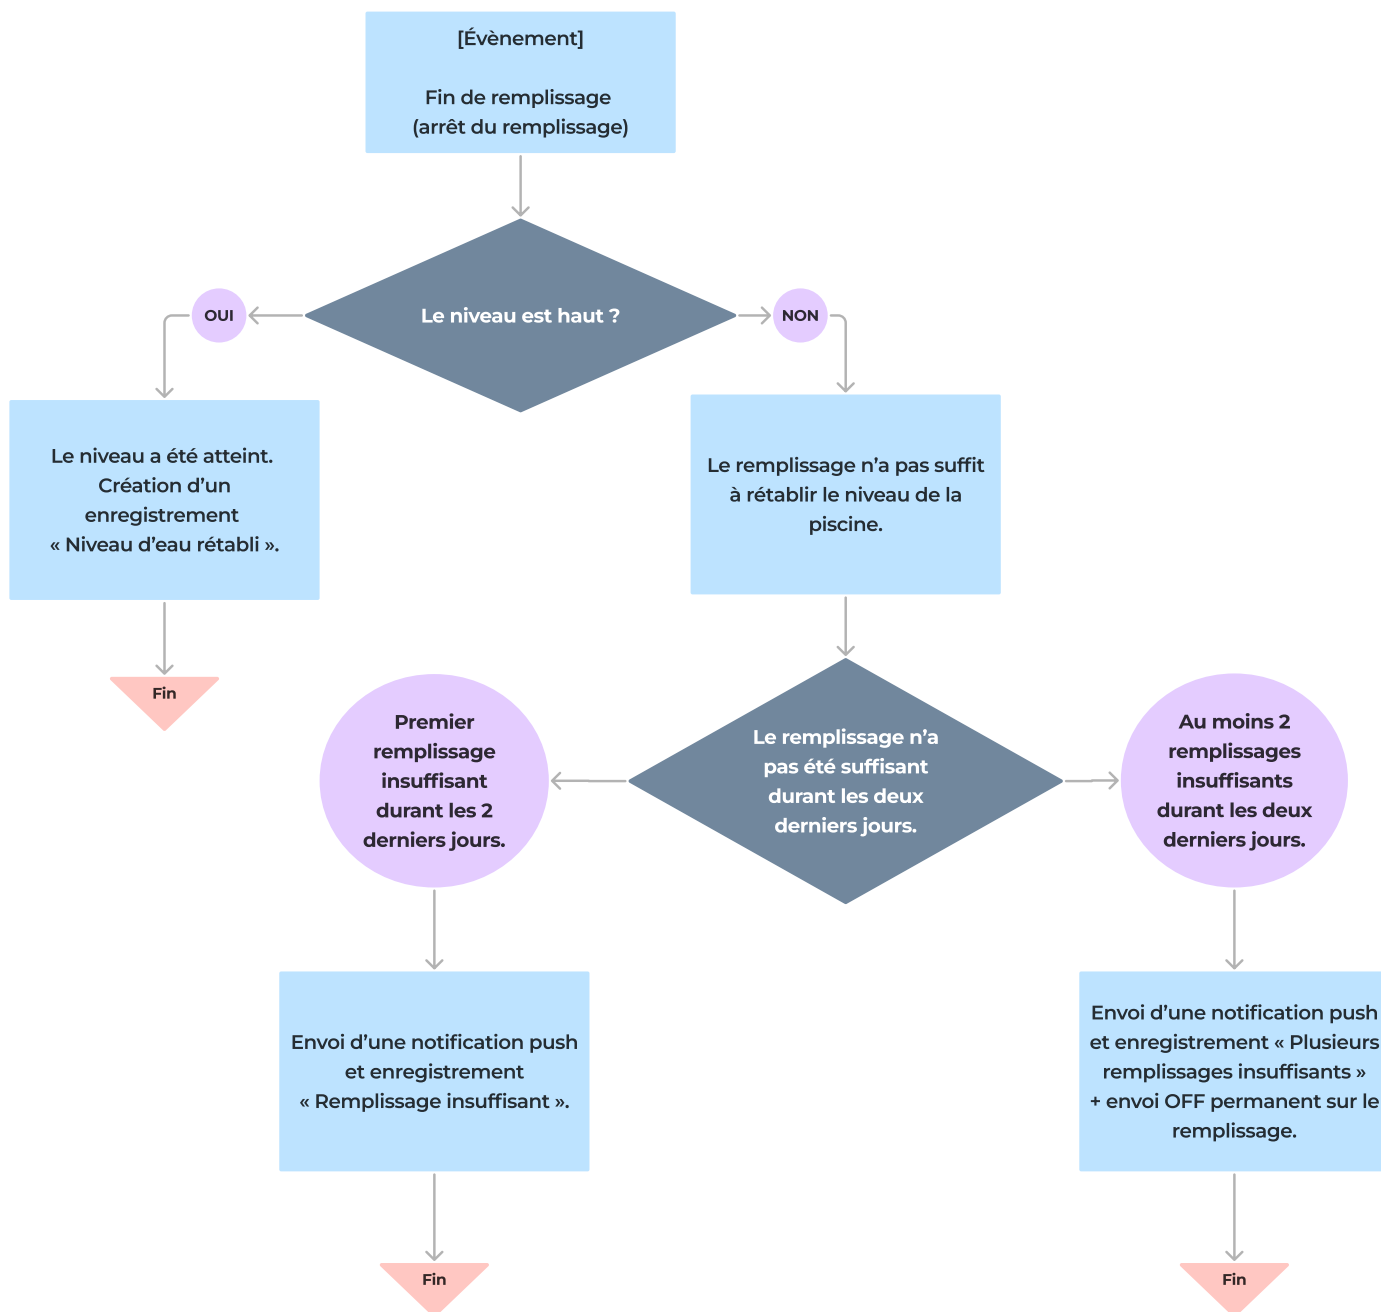 [Évènement]
Fin de remplissage
(arrêt du remplissage)
Le niveau est haut ?
OUI
NON
Le niveau a été atteint.
Création d’un
enregistrement
« Niveau d’eau rétabli ».
Fin
Le remplissage n’a pas suffit
à rétablir le niveau de la
piscine.
Le remplissage n’a
pas été suffisant
durant les deux
derniers jours.
Premier
remplissage
insuffisant
durant les 2
derniers jours.
Au moins 2
remplissages
insuffisants
durant les deux
derniers jours.
Envoi d’une notification push
et enregistrement
« Remplissage insuffisant ».
Fin
Envoi d’une notification push
et enregistrement « Plusieurs
remplissages insuffisants »
+ envoi OFF permanent sur le
remplissage.
Fin